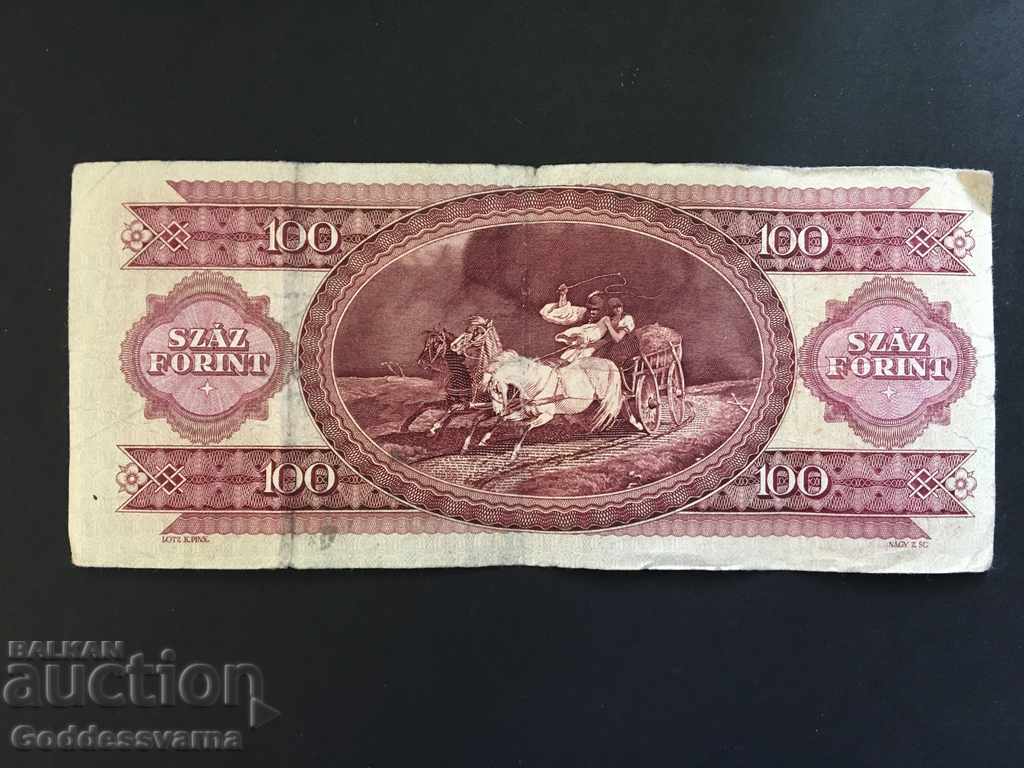 100 100
SZÁZ
FORINT
SZÁZ
FORINT
100 100
LOTZ K. PINX.
NAGY Z. SC.
BALKAN
auction
Goddessvarna